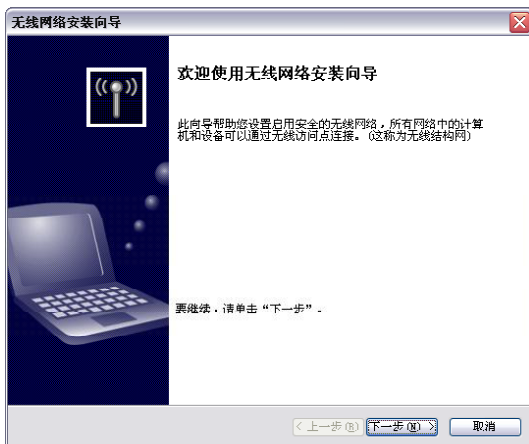 无线网络安装向导
欢迎使用无线网络安装向导
此向导帮助您设置启用安全的无线网络，所有网络中的计算
机和设备可以通过无线访问点连接。(这称为无线结构网)
要继续，请单击“下一步”。
< 上一步(B) 下一步(N) > 取消